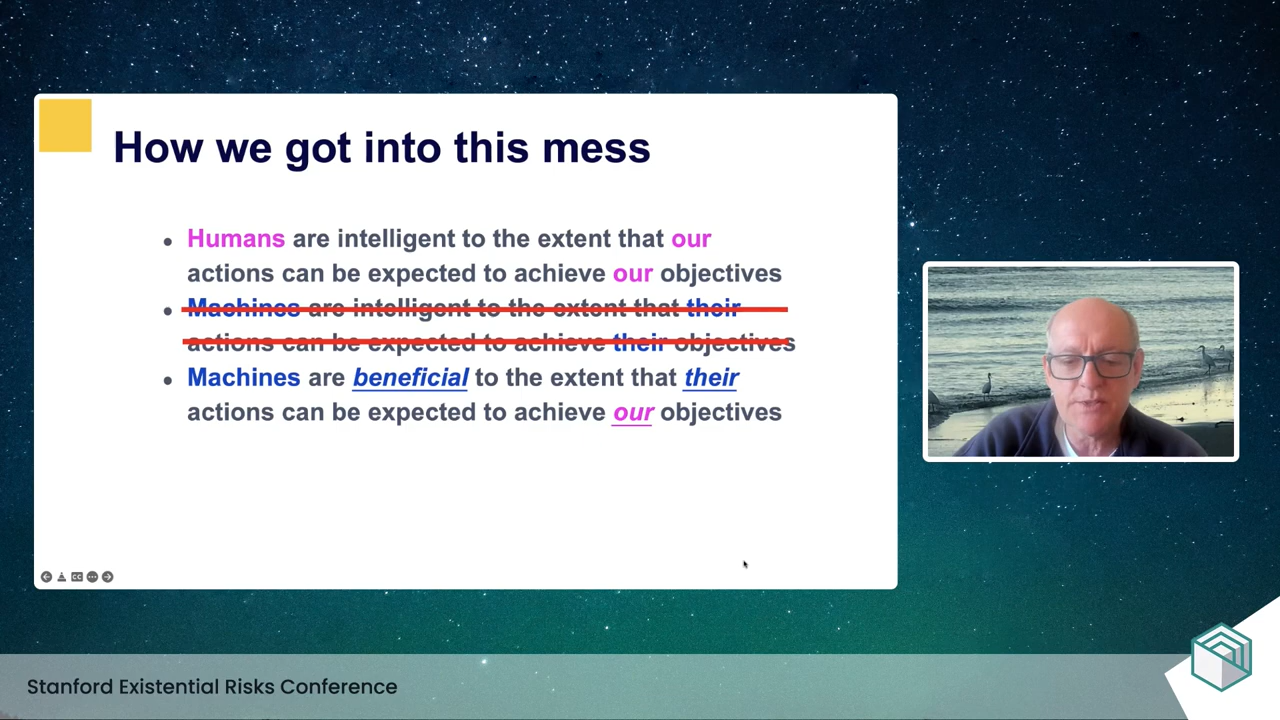 How we got into this mess
• Humans are intelligent to the extent that our
actions can be expected to achieve our objectives
• Machines are intelligent to the extent that their
actions can be expected to achieve their objectives
• Machines are beneficial to the extent that their
actions can be expected to achieve our objectives
CC
Stanford Existential Risks Conference